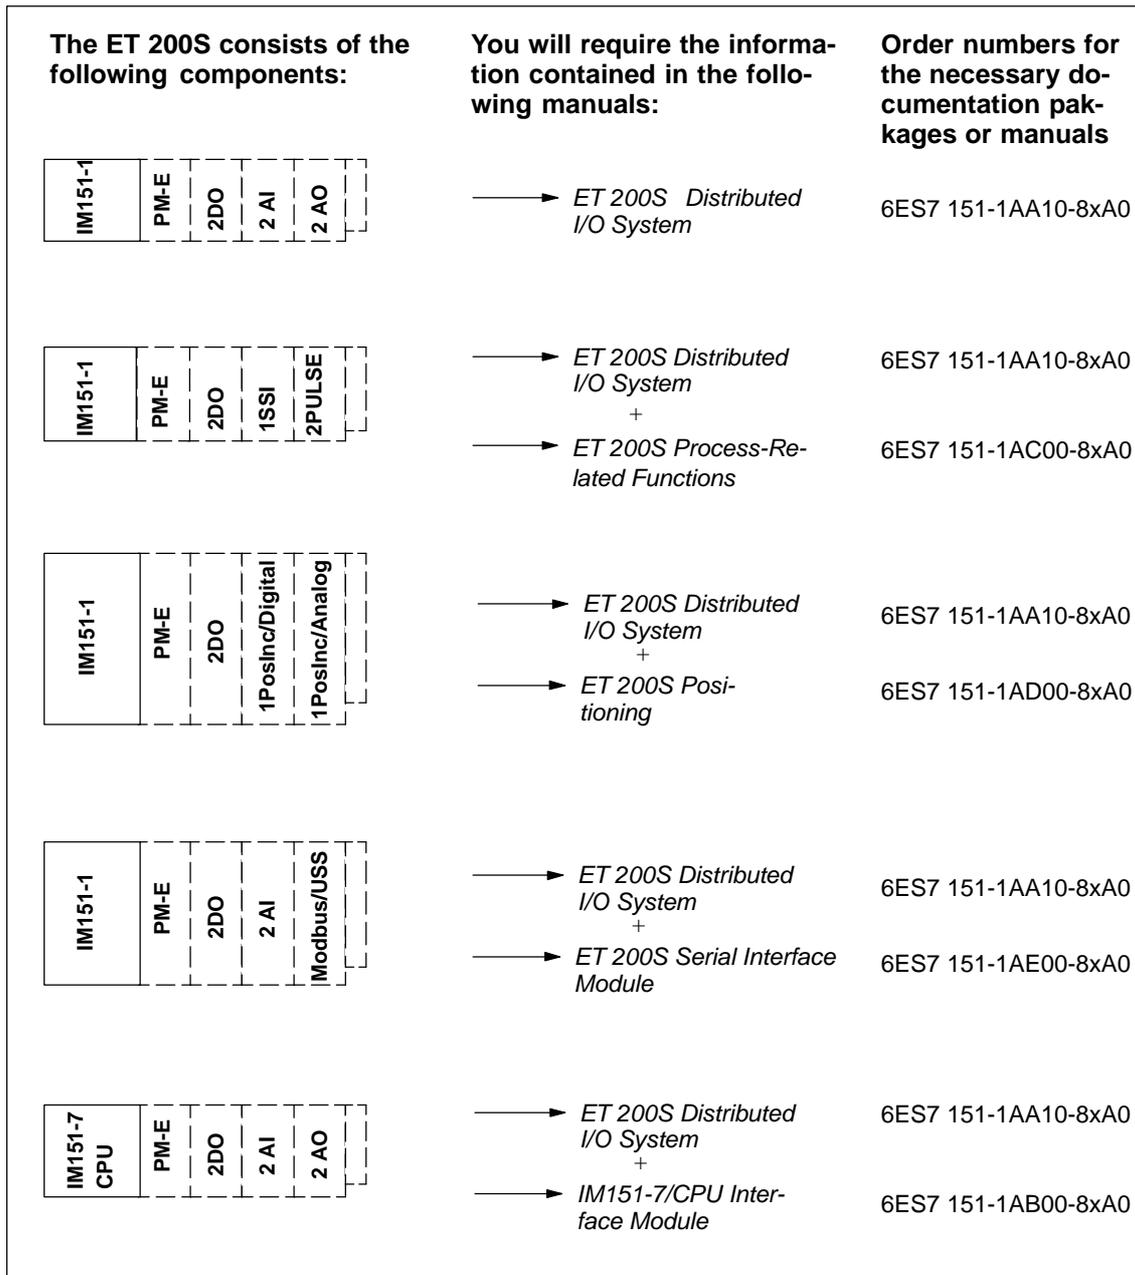 The ET 200S consists of the
following components:
You will require the informa-
tion contained in the follo-
wing manuals:
Order numbers for
the necessary do-
cumentation pak-
kages or manuals
IM151-1
PM-E
2DO
2 AI
2 AO
ET 200S Distributed
I/O System
6ES7 151-1AA10-8xA0
IM151-1
PM-E
2DO
1SSI
2PULSE
ET 200S Distributed
I/O System
+
ET 200S Process-Re-
lated Functions
6ES7 151-1AA10-8xA0
6ES7 151-1AC00-8xA0
IM151-1
PM-E
2DO
1PosInc/Digital
1PosInc/Analog
ET 200S Distributed
I/O System
+
ET 200S Posi-
tioning
6ES7 151-1AA10-8xA0
6ES7 151-1AD00-8xA0
IM151-1
PM-E
2DO
2 AI
Modbus/USS
ET 200S Distributed
I/O System
+
ET 200S Serial Interface
Module
6ES7 151-1AA10-8xA0
6ES7 151-1AE00-8xA0
IM151-7
CPU
PM-E
2DO
2 AI
2 AO
ET 200S Distributed
I/O System
+
IM151-7/CPU Inter-
face Module
6ES7 151-1AA10-8xA0
6ES7 151-1AB00-8xA0